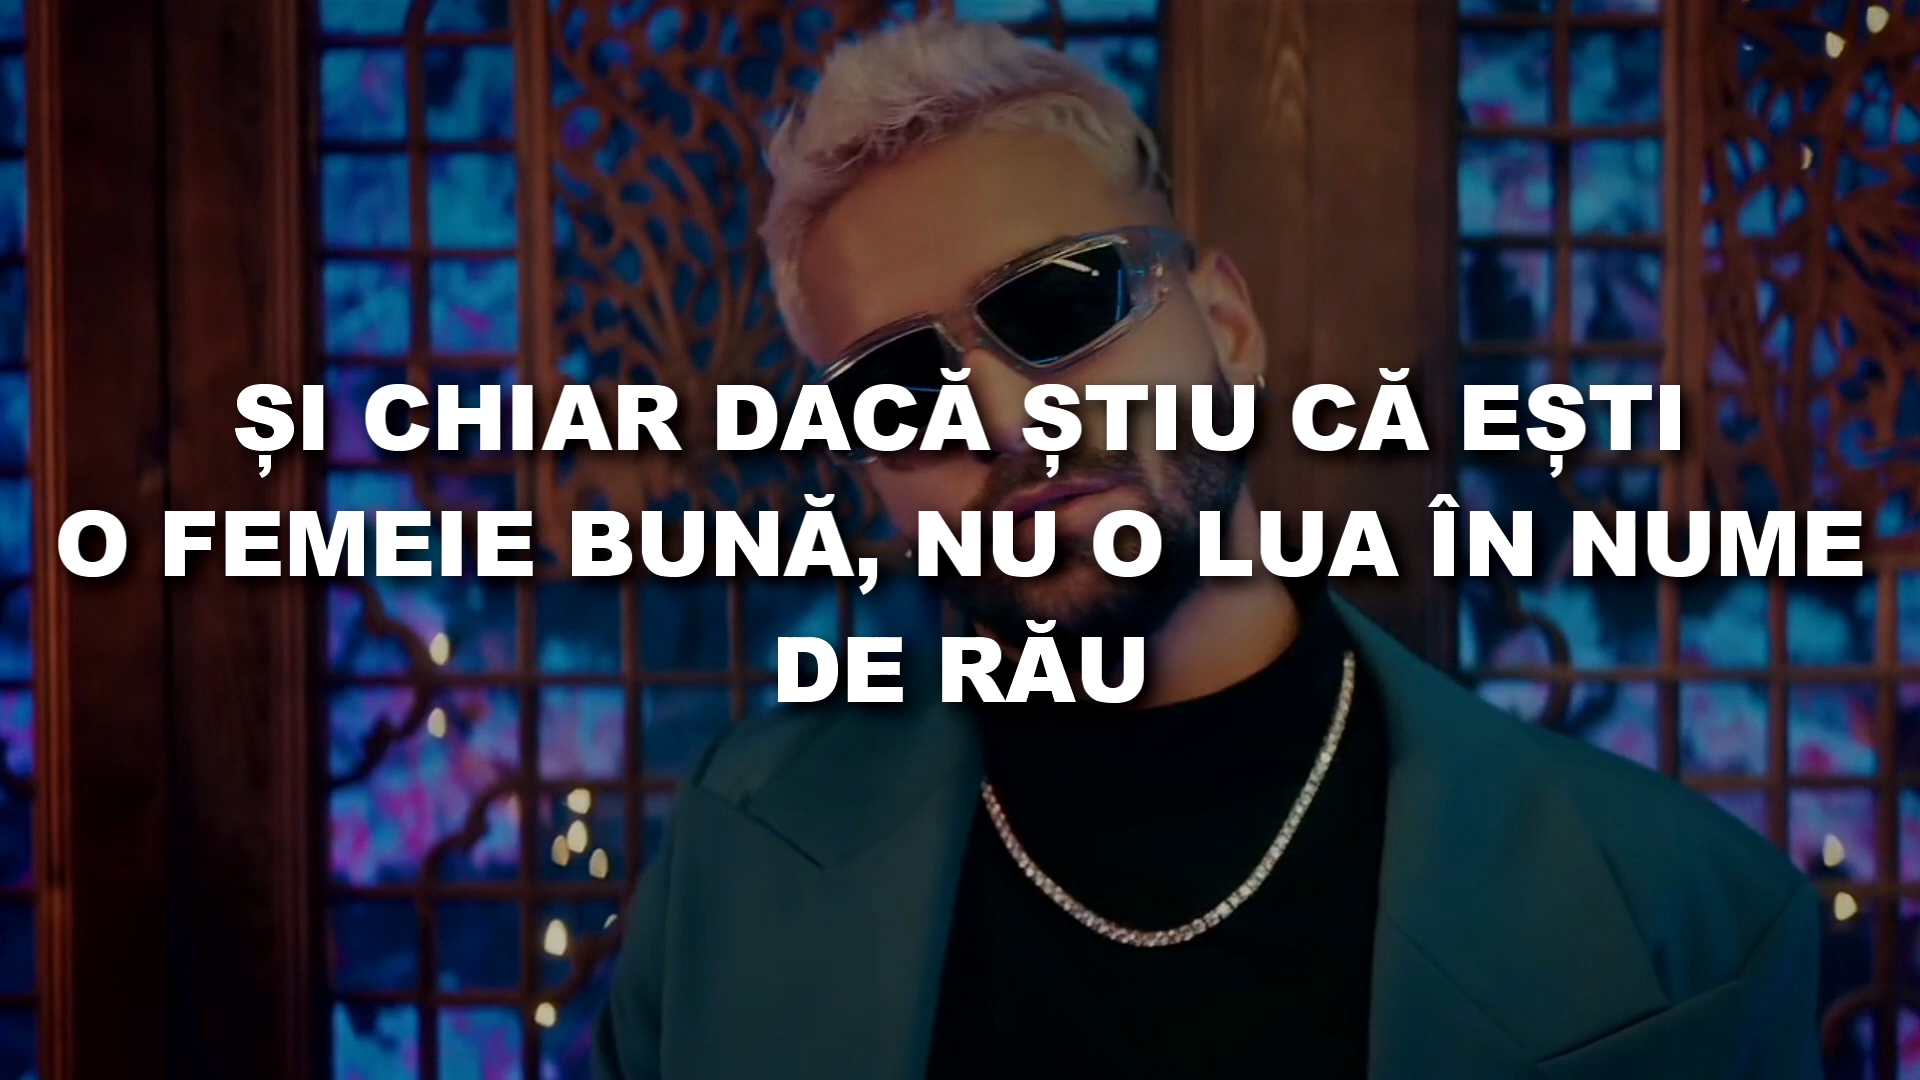 ȘI CHIAR DACĂ ȘTIU CĂ EȘTI
O FEMEIE BUNĂ, NU O LUA ÎN NUME
DE RĂU